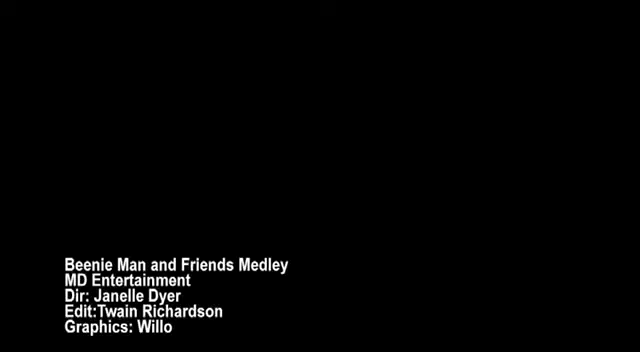 Beenie Man and Friends Medley
MD Entertainment
Dir: Janelle Dyer
Edit:Twain Richardson
Graphics: Willo